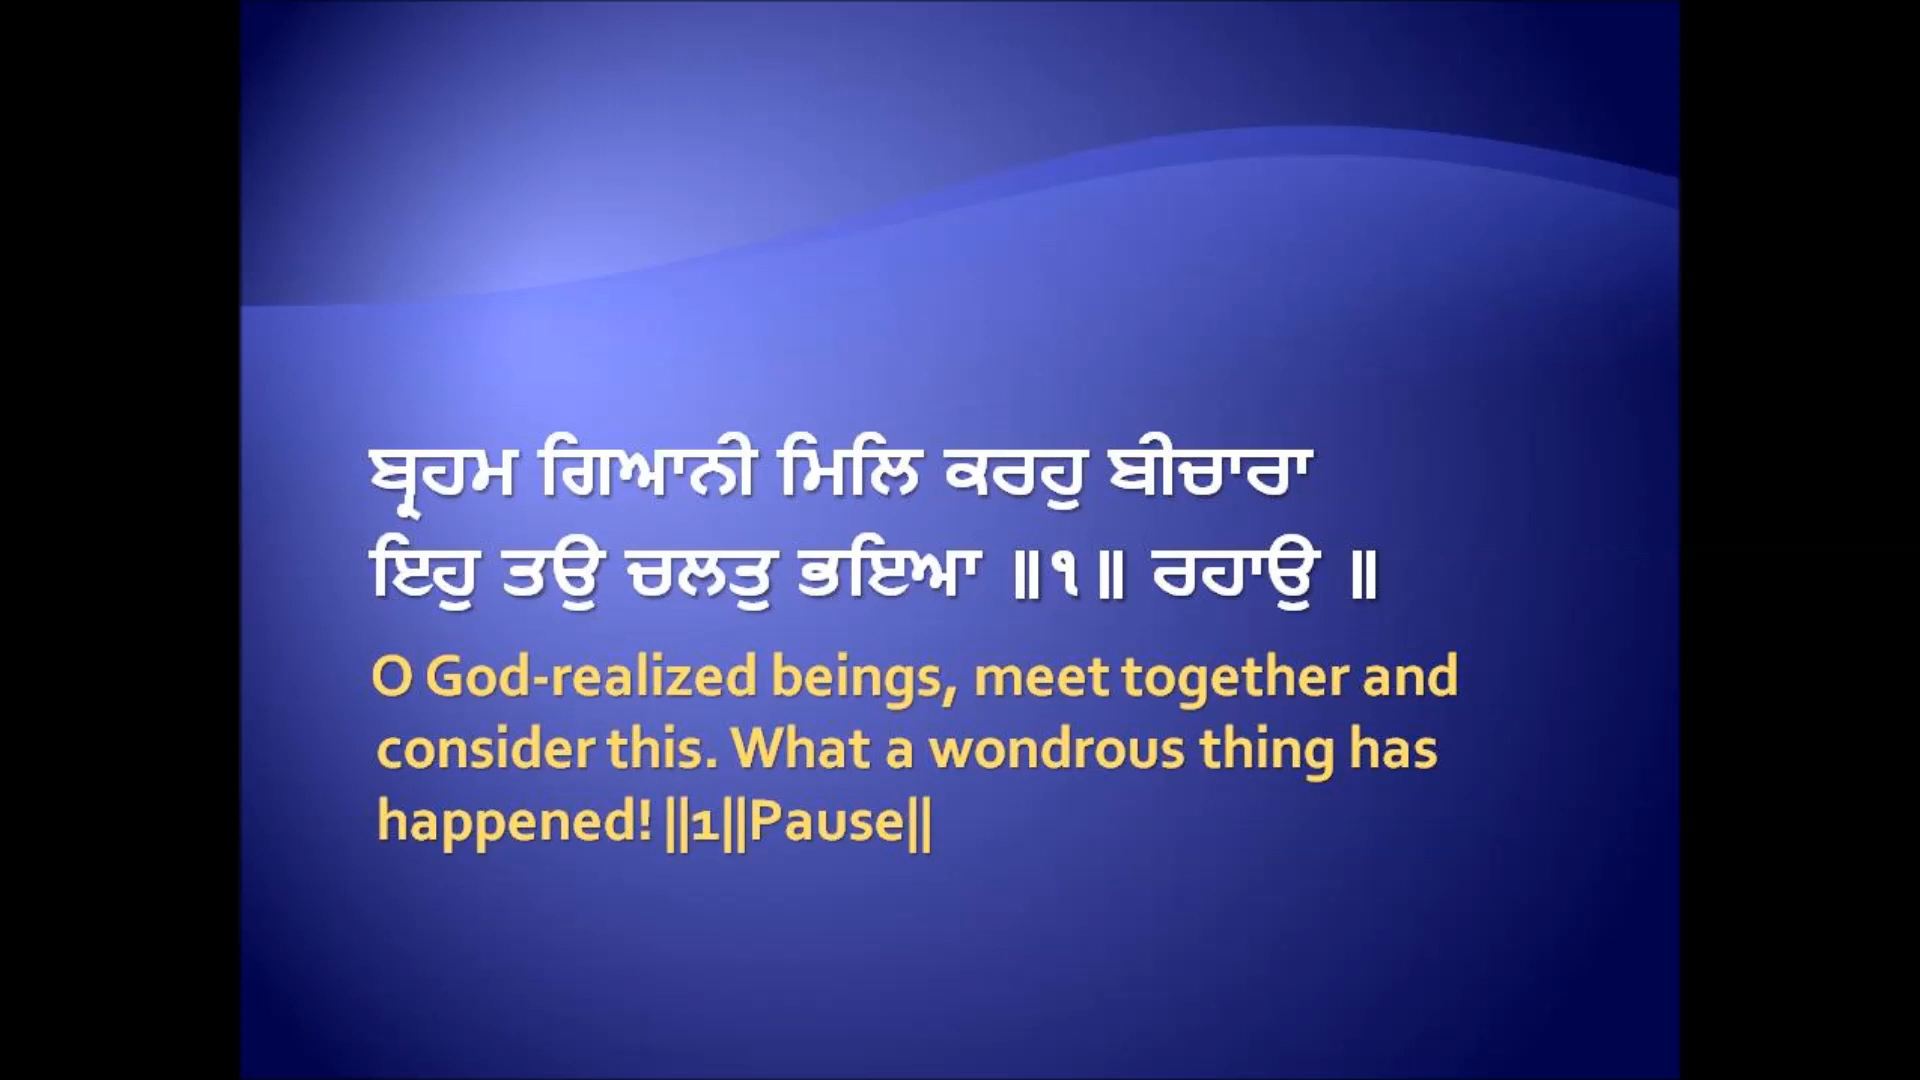 ਬ੍ਰਹਮ ਗਿਆਨੀ ਮਿਲਿ ਕਰਹੁ ਬੀਚਾਰਾ
ਇਹੁ ਤਉ ਚਲਤੁ ਭਇਆ ॥੧॥ ਰਹਾਉ ॥
O God-realized beings, meet together and
consider this. What a wondrous thing has
happened! ||1||Pause||